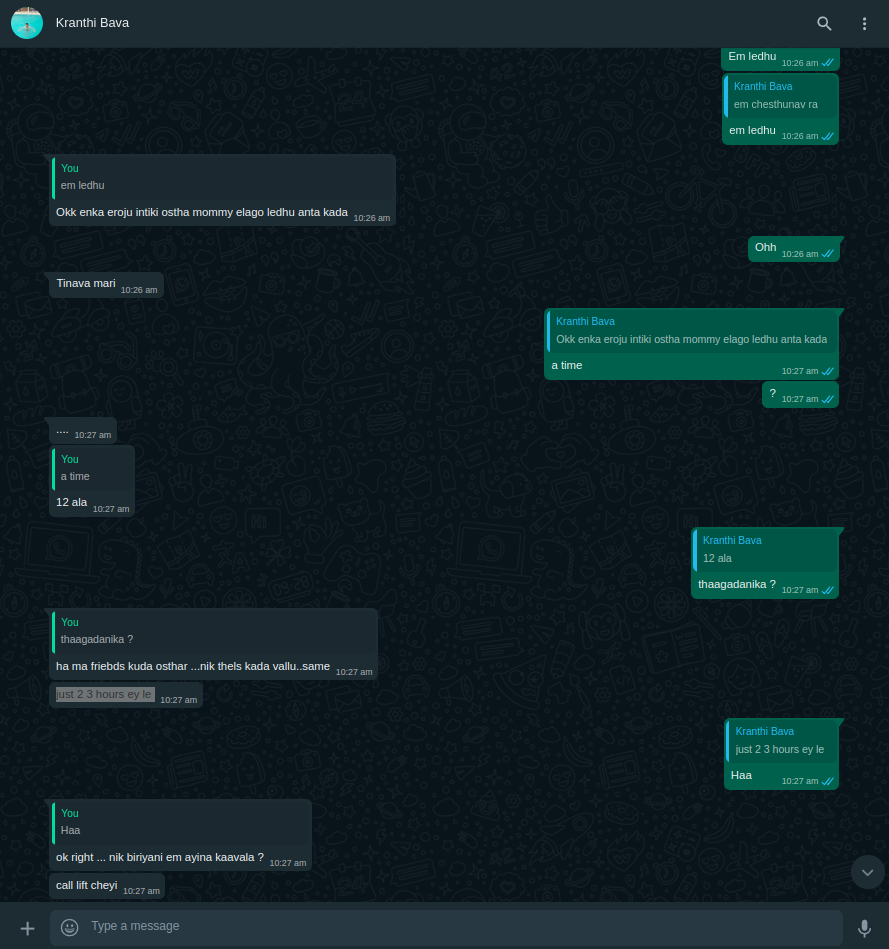 Kranthi Bava
Em ledhu 10:26 am
Kranthi Bava
em chesthunav ra
em ledhu 10:26 am
You
em ledhu
Okk enka eroju intiki ostha mommy elago ledhu anta kada 10:26 am
Ohh 10:26 am
Tinava mari 10:26 am
Kranthi Bava
Okk enka eroju intiki ostha mommy elago ledhu anta kada
a time 10:27 am
? 10:27 am
.... 10:27 am
You
a time
12 ala 10:27 am
Kranthi Bava
12 ala
thaagadanika ? 10:27 am
You
thaagadanika ?
ha ma friebds kuda osthar ...nik thels kada vallu..same 10:27 am
just 2 3 hours ey le 10:27 am
Kranthi Bava
just 2 3 hours ey le
Haa 10:27 am
You
Haa
ok right ... nik biriyani em ayina kaavala ? 10:27 am
call lift cheyi 10:27 am
Type a message